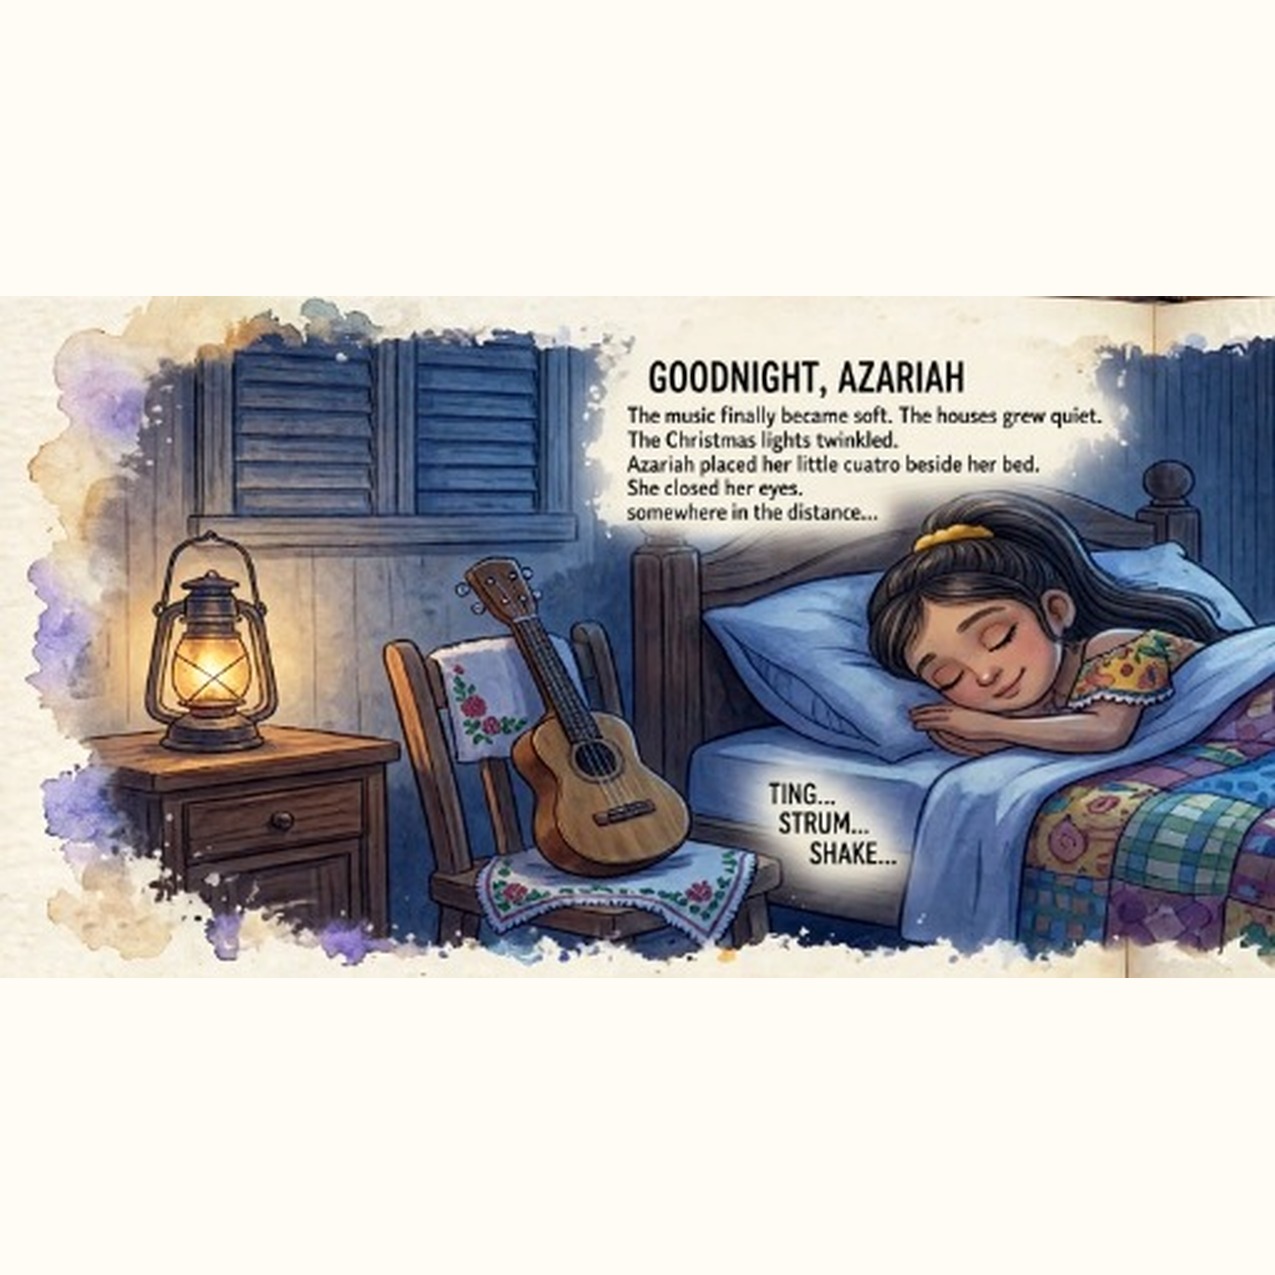 GOODNIGHT, AZARIAH
The music finally became soft. The houses grew quiet.
The Christmas lights twinkled.
Azariah placed her little cuatro beside her bed.
She closed her eyes.
somewhere in the distance...
TING...
STRUM...
SHAKE...